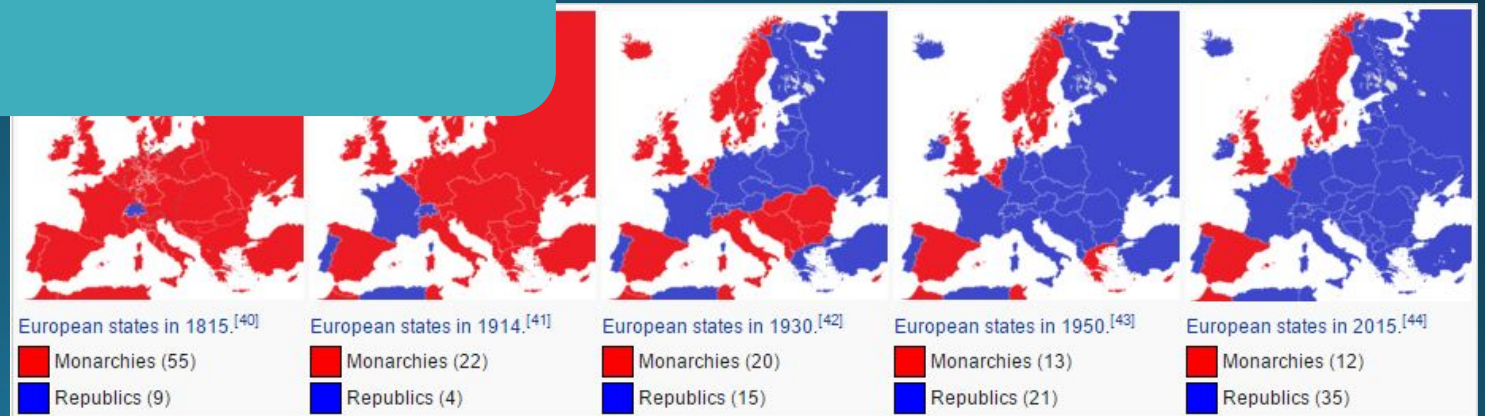 European states in 1815.[40]
Monarchies (55)
Republics (9)
European states in 1914.[41]
Monarchies (22)
Republics (4)
European states in 1930.[42]
Monarchies (20)
Republics (15)
European states in 1950.[43]
Monarchies (13)
Republics (21)
European states in 2015.[44]
Monarchies (12)
Republics (35)